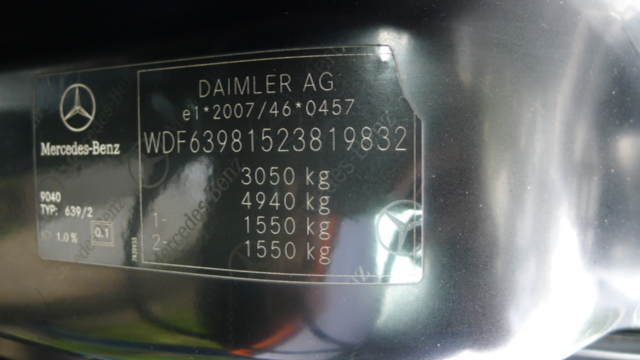 DAIMLER AG
e1*2007/46*0457
WDF63981523819832
Mercedes-Benz
3050 kg
4940 kg
1- 1550 kg
2- 1550 kg
9040
TYP: 639/2
1.0 % 0.1